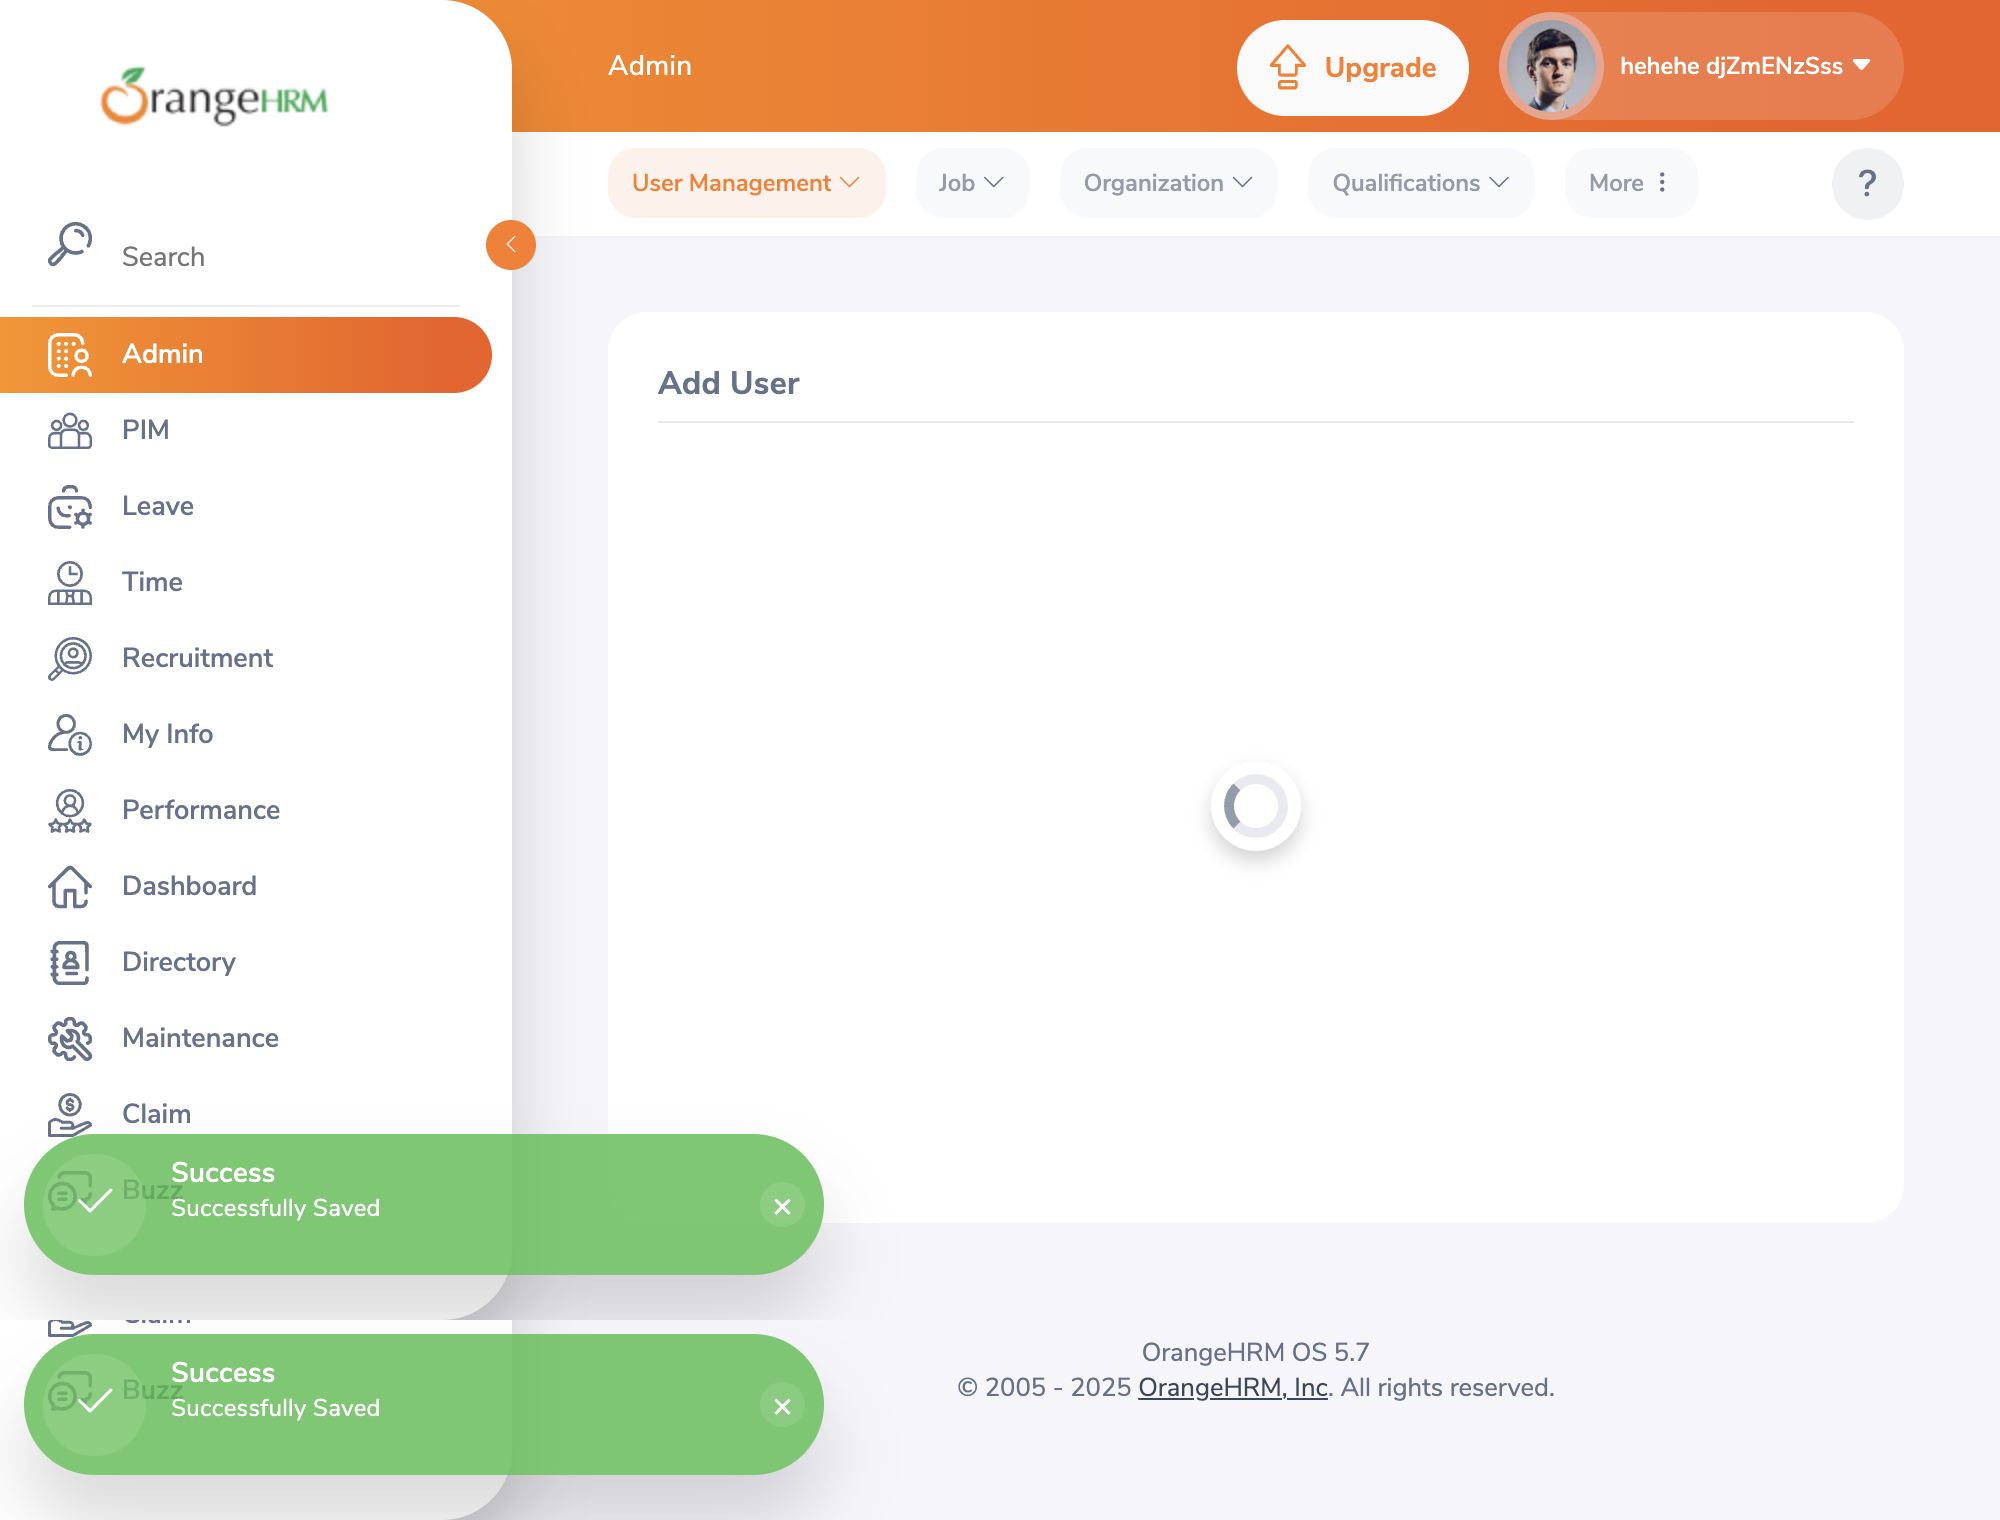 OrangeHRM
Search
Admin
PIM
Leave
Time
Recruitment
My Info
Performance
Dashboard
Directory
Maintenance
Claim
Buzz
Admin
Upgrade
hehehe djZmENzSss
User Management
Job
Organization
Qualifications
More
?
Add User
Success
Successfully Saved
Claim
Buzz
Success
Successfully Saved
OrangeHRM OS 5.7
© 2005 - 2025 OrangeHRM, Inc. All rights reserved.